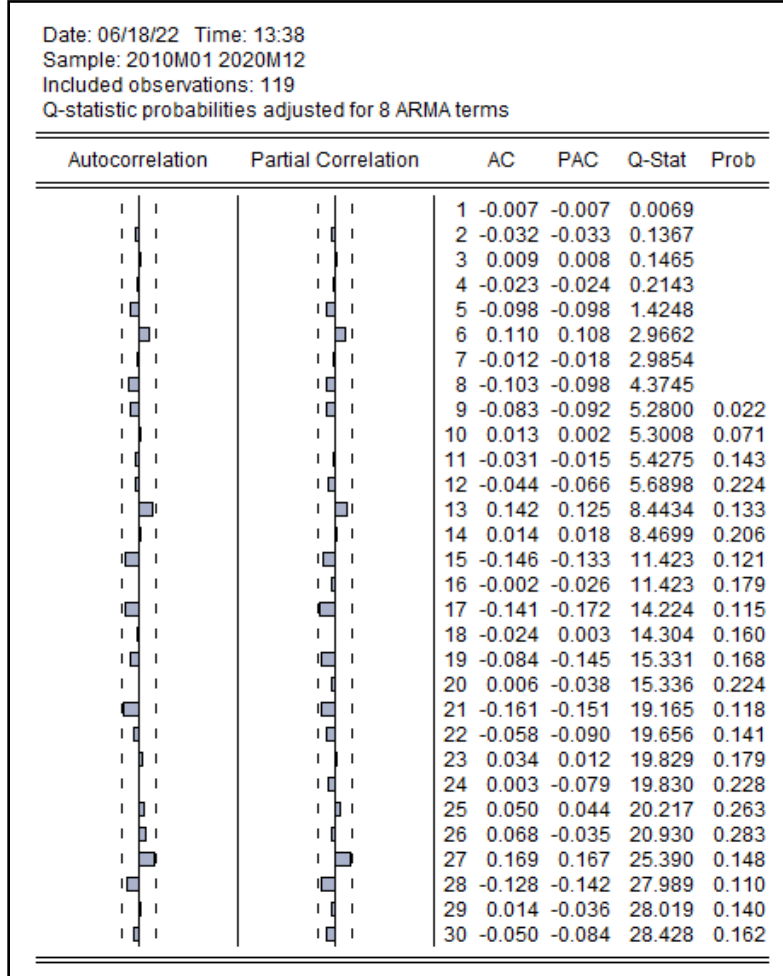 Date: 06/18/22 Time: 13:38
Sample: 2010M01 2020M12
Included observations: 119
Q-statistic probabilities adjusted for 8 ARMA terms
Autocorrelation Partial Correlation AC PAC Q-Stat Prob
1 -0.007 -0.007 0.0069
2 -0.032 -0.033 0.1367
3 0.009 0.008 0.1465
4 -0.023 -0.024 0.2143
5 -0.098 -0.098 1.4248
6 0.110 0.108 2.9662
7 -0.012 -0.018 2.9854
8 -0.103 -0.098 4.3745
9 -0.083 -0.092 5.2800 0.022
10 0.013 0.002 5.3008 0.071
11 -0.031 -0.015 5.4275 0.143
12 -0.044 -0.066 5.6898 0.224
13 0.142 0.125 8.4434 0.133
14 0.014 0.018 8.4699 0.206
15 -0.146 -0.133 11.423 0.121
16 -0.002 -0.026 11.423 0.179
17 -0.141 -0.172 14.224 0.115
18 -0.024 0.003 14.304 0.160
19 -0.084 -0.145 15.331 0.168
20 0.006 -0.038 15.336 0.224
21 -0.161 -0.151 19.165 0.118
22 -0.058 -0.090 19.656 0.141
23 0.034 0.012 19.829 0.179
24 0.003 -0.079 19.830 0.228
25 0.050 0.044 20.217 0.263
26 0.068 -0.035 20.930 0.283
27 0.169 0.167 25.390 0.148
28 -0.128 -0.142 27.989 0.110
29 0.014 -0.036 28.019 0.140
30 -0.050 -0.084 28.428 0.162